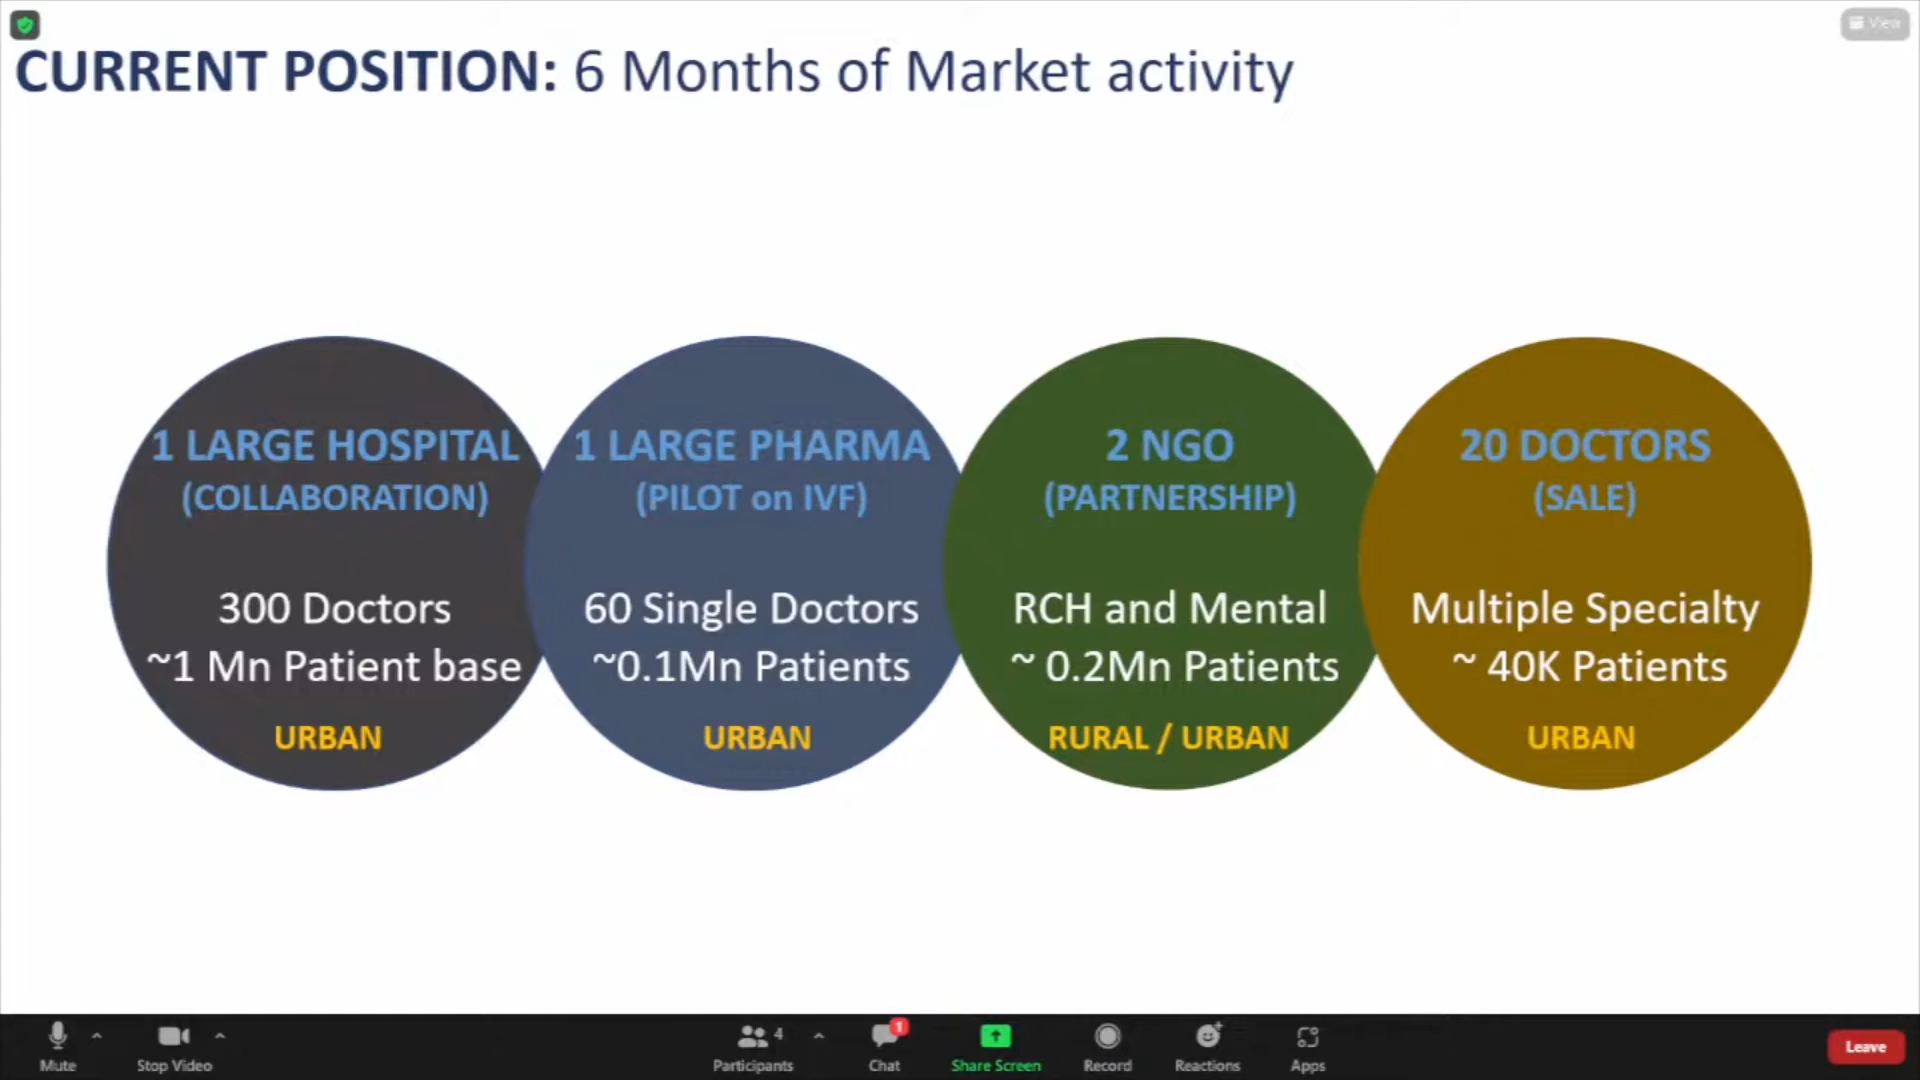 View
CURRENT POSITION: 6 Months of Market activity
1 LARGE HOSPITAL
(COLLABORATION)
300 Doctors
~1 Mn Patient base
URBAN
1 LARGE PHARMA
(PILOT on IVF)
60 Single Doctors
~0.1Mn Patients
URBAN
2 NGO
(PARTNERSHIP)
RCH and Mental
~ 0.2Mn Patients
RURAL / URBAN
20 DOCTORS
(SALE)
Multiple Specialty
~ 40K Patients
URBAN
Mute
Stop Video
4
Participants
1
Chat
Share Screen
Record
Reactions
Apps
Leave